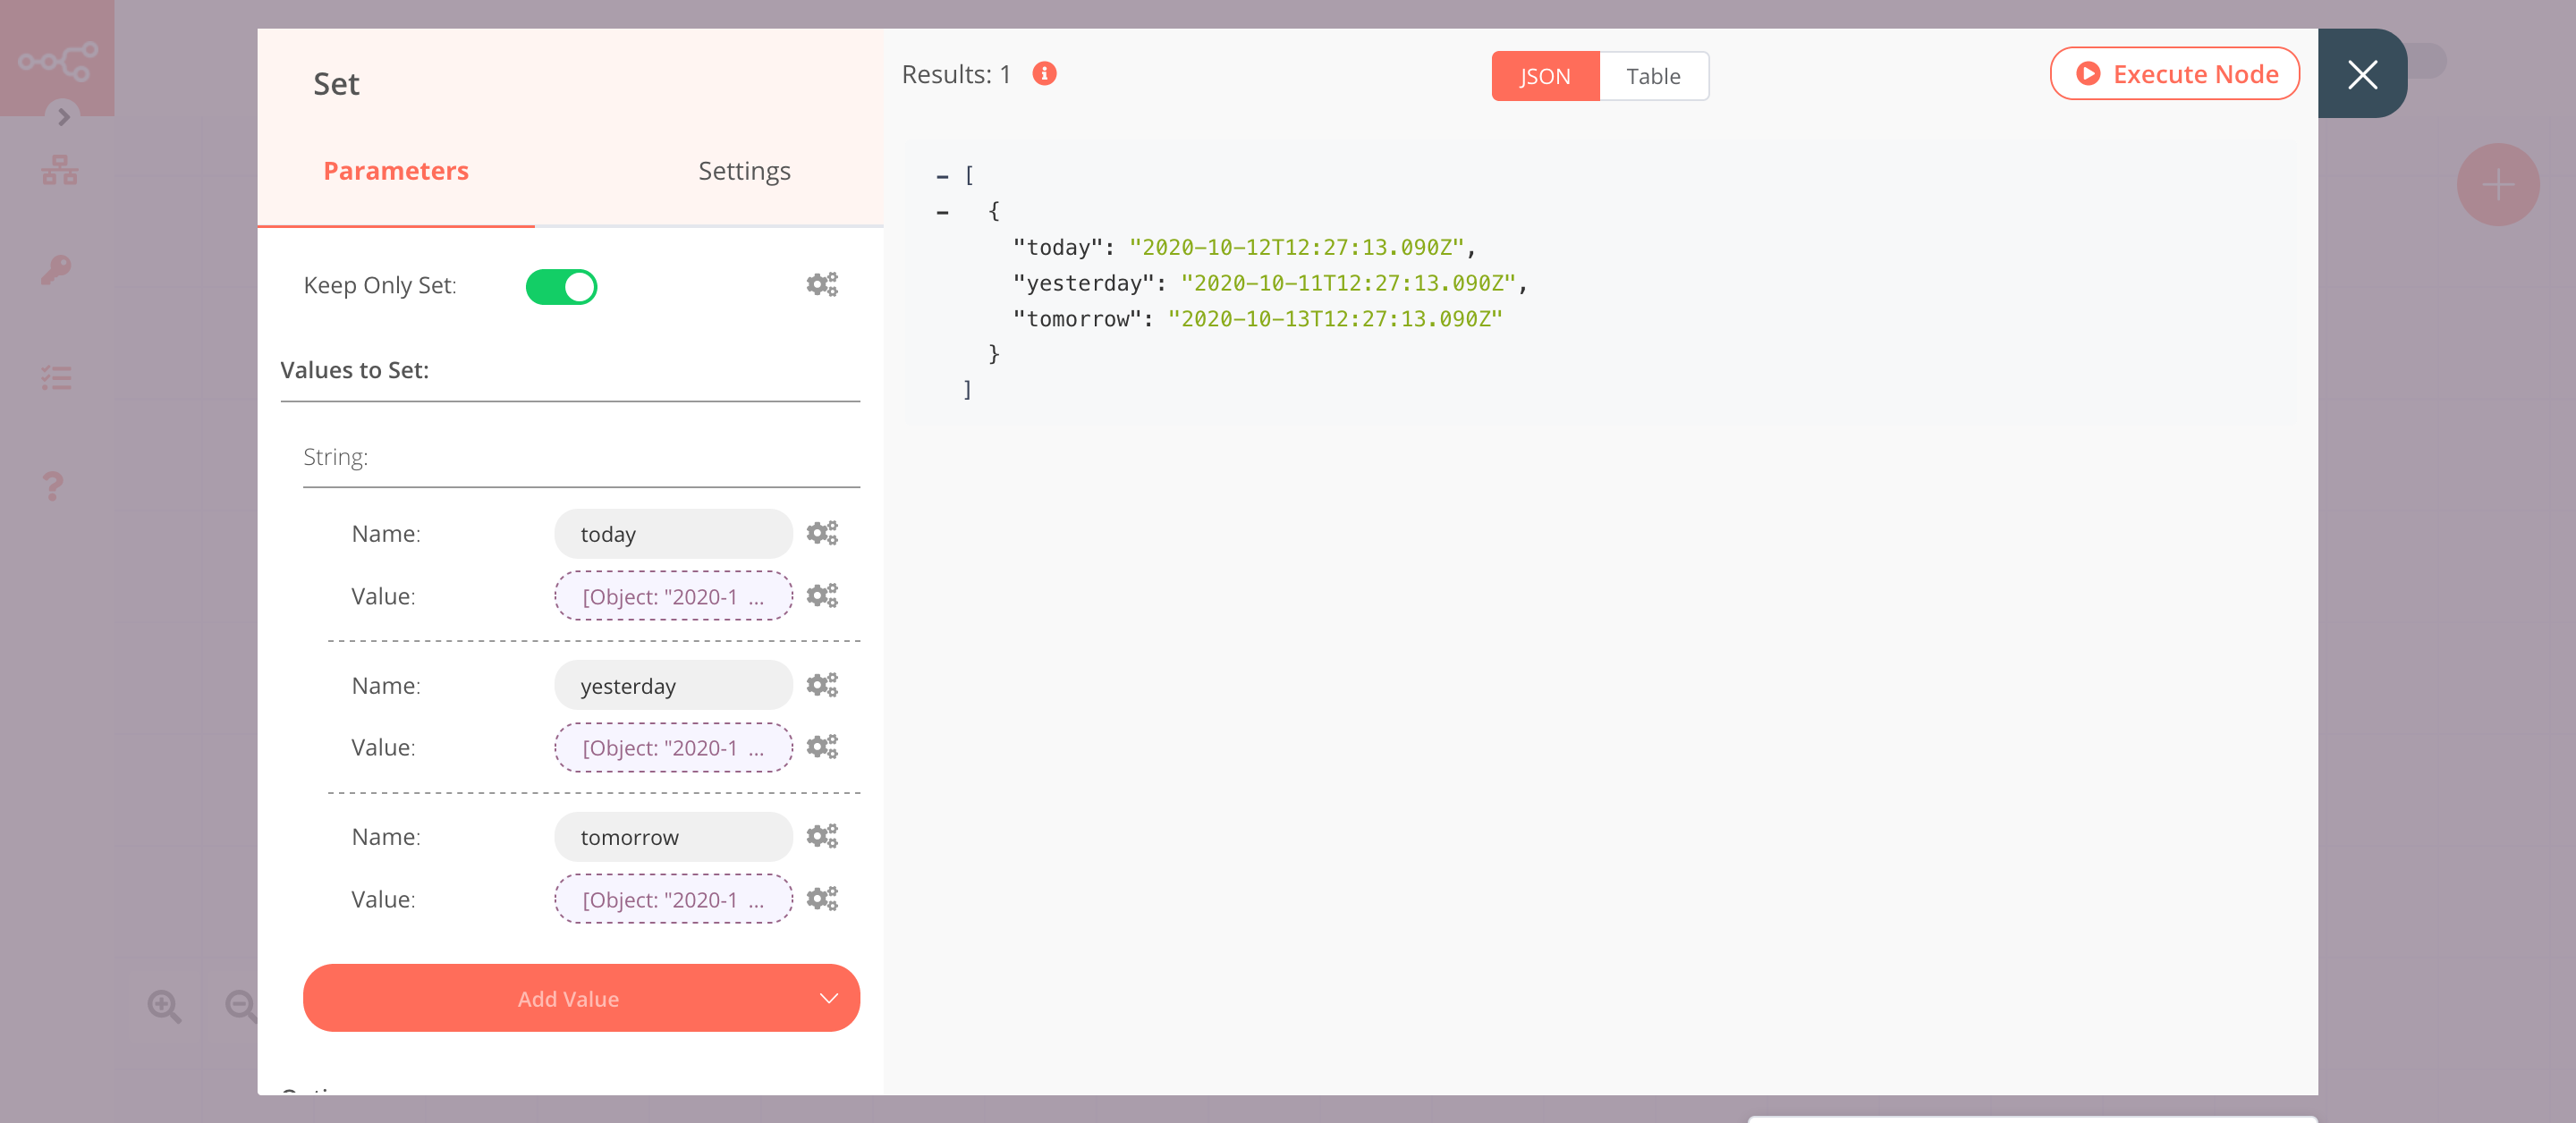 Set
Parameters
Settings
Keep Only Set:
Values to Set:
String:
Name:
today
Value:
[Object: "2020-1 ...
Name:
yesterday
Value:
[Object: "2020-1 ...
Name:
tomorrow
Value:
[Object: "2020-1 ...
Add Value
Results: 1
JSON
Table
Execute Node
[
{
"today": "2020-10-12T12:27:13.090Z",
"yesterday": "2020-10-11T12:27:13.090Z",
"tomorrow": "2020-10-13T12:27:13.090Z"
}
]